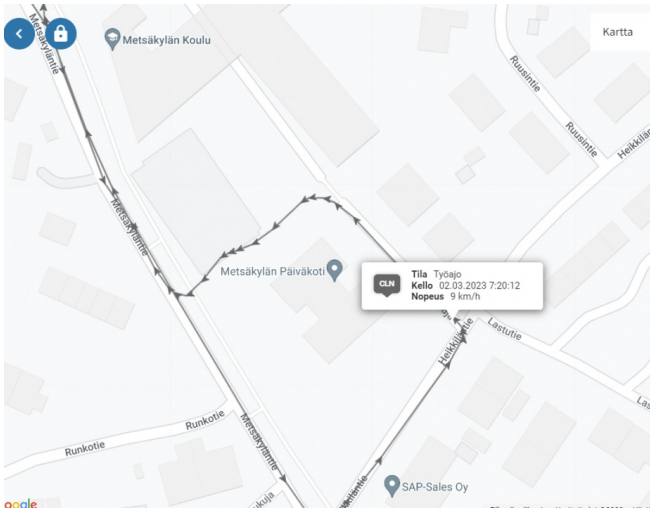 Metsäkyläntie
Metsäkylän Koulu
Kartta
Ruusintie
Ruusintie
Metsäkyläntie
Metsäkylän Päiväkoti
CLN
Tila Työajo
Kello 02.03.2023 7:20:12
Nopeus 9 km/h
Heikkiläntie
Lastutie
Runkotie
Runkotie
Metsäkyläntie
SAP-Sales Oy